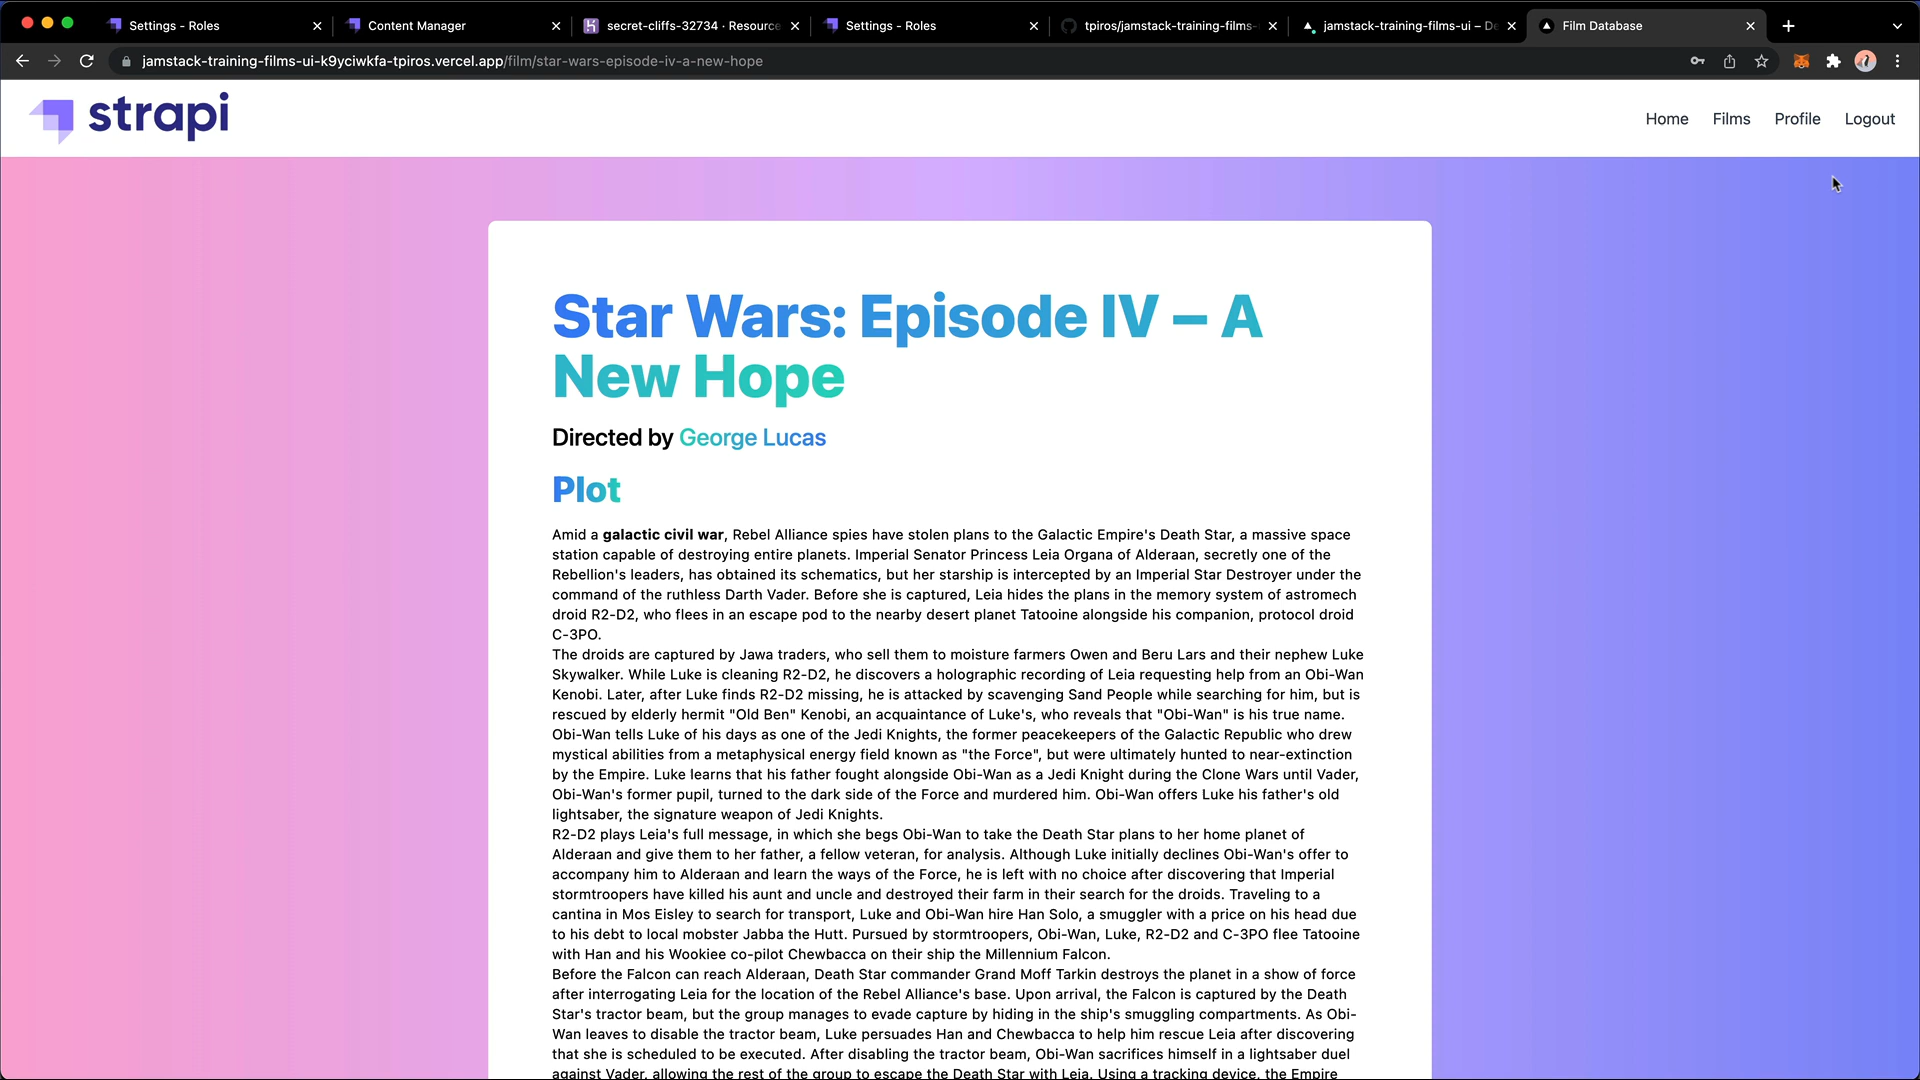 Settings - Roles
Content Manager
secret-cliffs-32734 · Resource
Settings - Roles
tpiros/jamstack-training-films-
jamstack-training-films-ui – De
Film Database
jamstack-training-films-ui-k9yciwkfa-tpiros.vercel.app/film/star-wars-episode-iv-a-new-hope
strapi
Home
Films
Profile
Logout
Star Wars: Episode IV – A
New Hope
Directed by George Lucas
Plot
Amid a galactic civil war, Rebel Alliance spies have stolen plans to the Galactic Empire's Death Star, a massive space
station capable of destroying entire planets. Imperial Senator Princess Leia Organa of Alderaan, secretly one of the
Rebellion's leaders, has obtained its schematics, but her starship is intercepted by an Imperial Star Destroyer under the
command of the ruthless Darth Vader. Before she is captured, Leia hides the plans in the memory system of astromech
droid R2-D2, who flees in an escape pod to the nearby desert planet Tatooine alongside his companion, protocol droid
C-3PO.
The droids are captured by Jawa traders, who sell them to moisture farmers Owen and Beru Lars and their nephew Luke
Skywalker. While Luke is cleaning R2-D2, he discovers a holographic recording of Leia requesting help from an Obi-Wan
Kenobi. Later, after Luke finds R2-D2 missing, he is attacked by scavenging Sand People while searching for him, but is
rescued by elderly hermit "Old Ben" Kenobi, an acquaintance of Luke's, who reveals that "Obi-Wan" is his true name.
Obi-Wan tells Luke of his days as one of the Jedi Knights, the former peacekeepers of the Galactic Republic who drew
mystical abilities from a metaphysical energy field known as "the Force", but were ultimately hunted to near-extinction
by the Empire. Luke learns that his father fought alongside Obi-Wan as a Jedi Knight during the Clone Wars until Vader,
Obi-Wan's former pupil, turned to the dark side of the Force and murdered him. Obi-Wan offers Luke his father's old
lightsaber, the signature weapon of Jedi Knights.
R2-D2 plays Leia's full message, in which she begs Obi-Wan to take the Death Star plans to her home planet of
Alderaan and give them to her father, a fellow veteran, for analysis. Although Luke initially declines Obi-Wan's offer to
accompany him to Alderaan and learn the ways of the Force, he is left with no choice after discovering that Imperial
stormtroopers have killed his aunt and uncle and destroyed their farm in their search for the droids. Traveling to a
cantina in Mos Eisley to search for transport, Luke and Obi-Wan hire Han Solo, a smuggler with a price on his head due
to his debt to local mobster Jabba the Hutt. Pursued by stormtroopers, Obi-Wan, Luke, R2-D2 and C-3PO flee Tatooine
with Han and his Wookiee co-pilot Chewbacca on their ship the Millennium Falcon.
Before the Falcon can reach Alderaan, Death Star commander Grand Moff Tarkin destroys the planet in a show of force
after interrogating Leia for the location of the Rebel Alliance's base. Upon arrival, the Falcon is captured by the Death
Star's tractor beam, but the group manages to evade capture by hiding in the ship's smuggling compartments. As Obi-
Wan leaves to disable the tractor beam, Luke persuades Han and Chewbacca to help him rescue Leia after discovering
that she is scheduled to be executed. After disabling the tractor beam, Obi-Wan sacrifices himself in a lightsaber duel
against Vader, allowing the rest of the group to escape the Death Star with Leia. Using a tracking device, the Empire